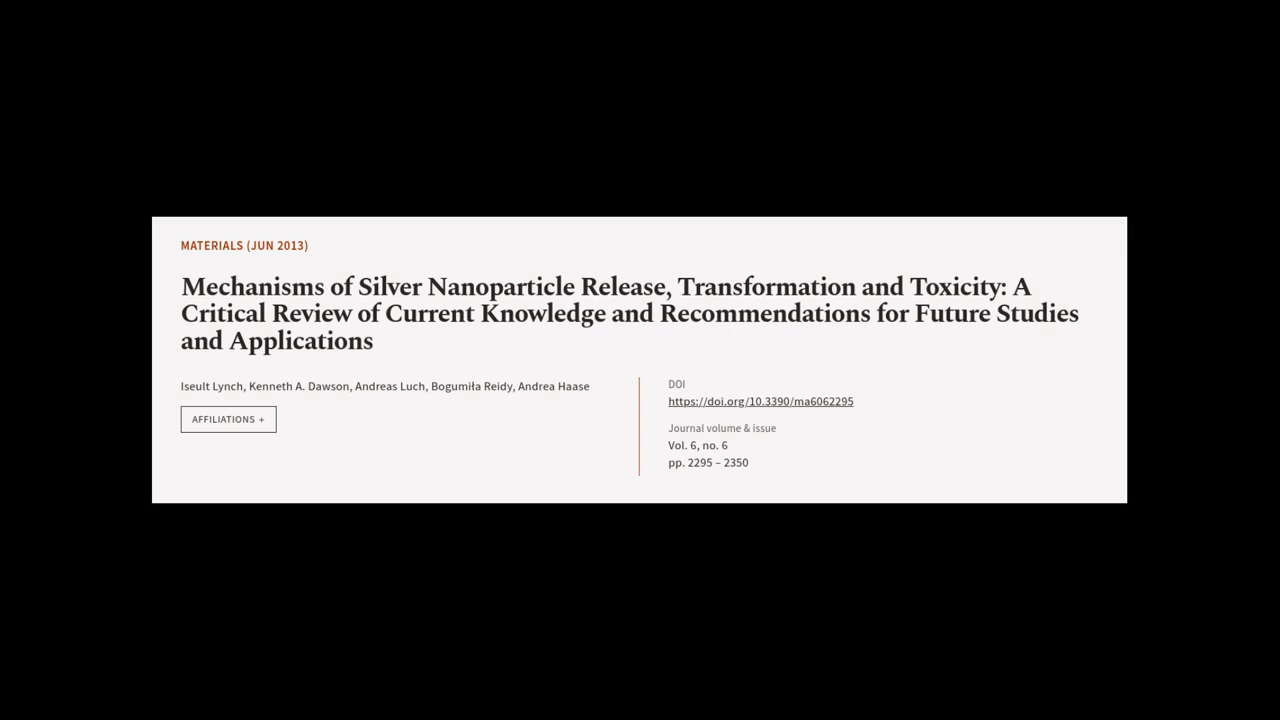 MATERIALS (JUN 2013)
Mechanisms of Silver Nanoparticle Release, Transformation and Toxicity: A
Critical Review of Current Knowledge and Recommendations for Future Studies
and Applications
Iseult Lynch, Kenneth A. Dawson, Andreas Luch, Bogumiła Reidy, Andrea Haase
AFFILIATIONS +
DOI
https://doi.org/10.3390/ma6062295
Journal volume & issue
Vol. 6, no. 6
pp. 2295 – 2350